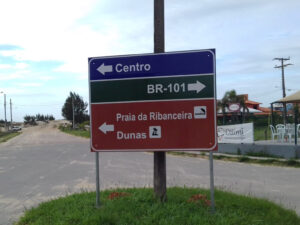 Centro
BR-101
Praia da Ribanceira
Dunas